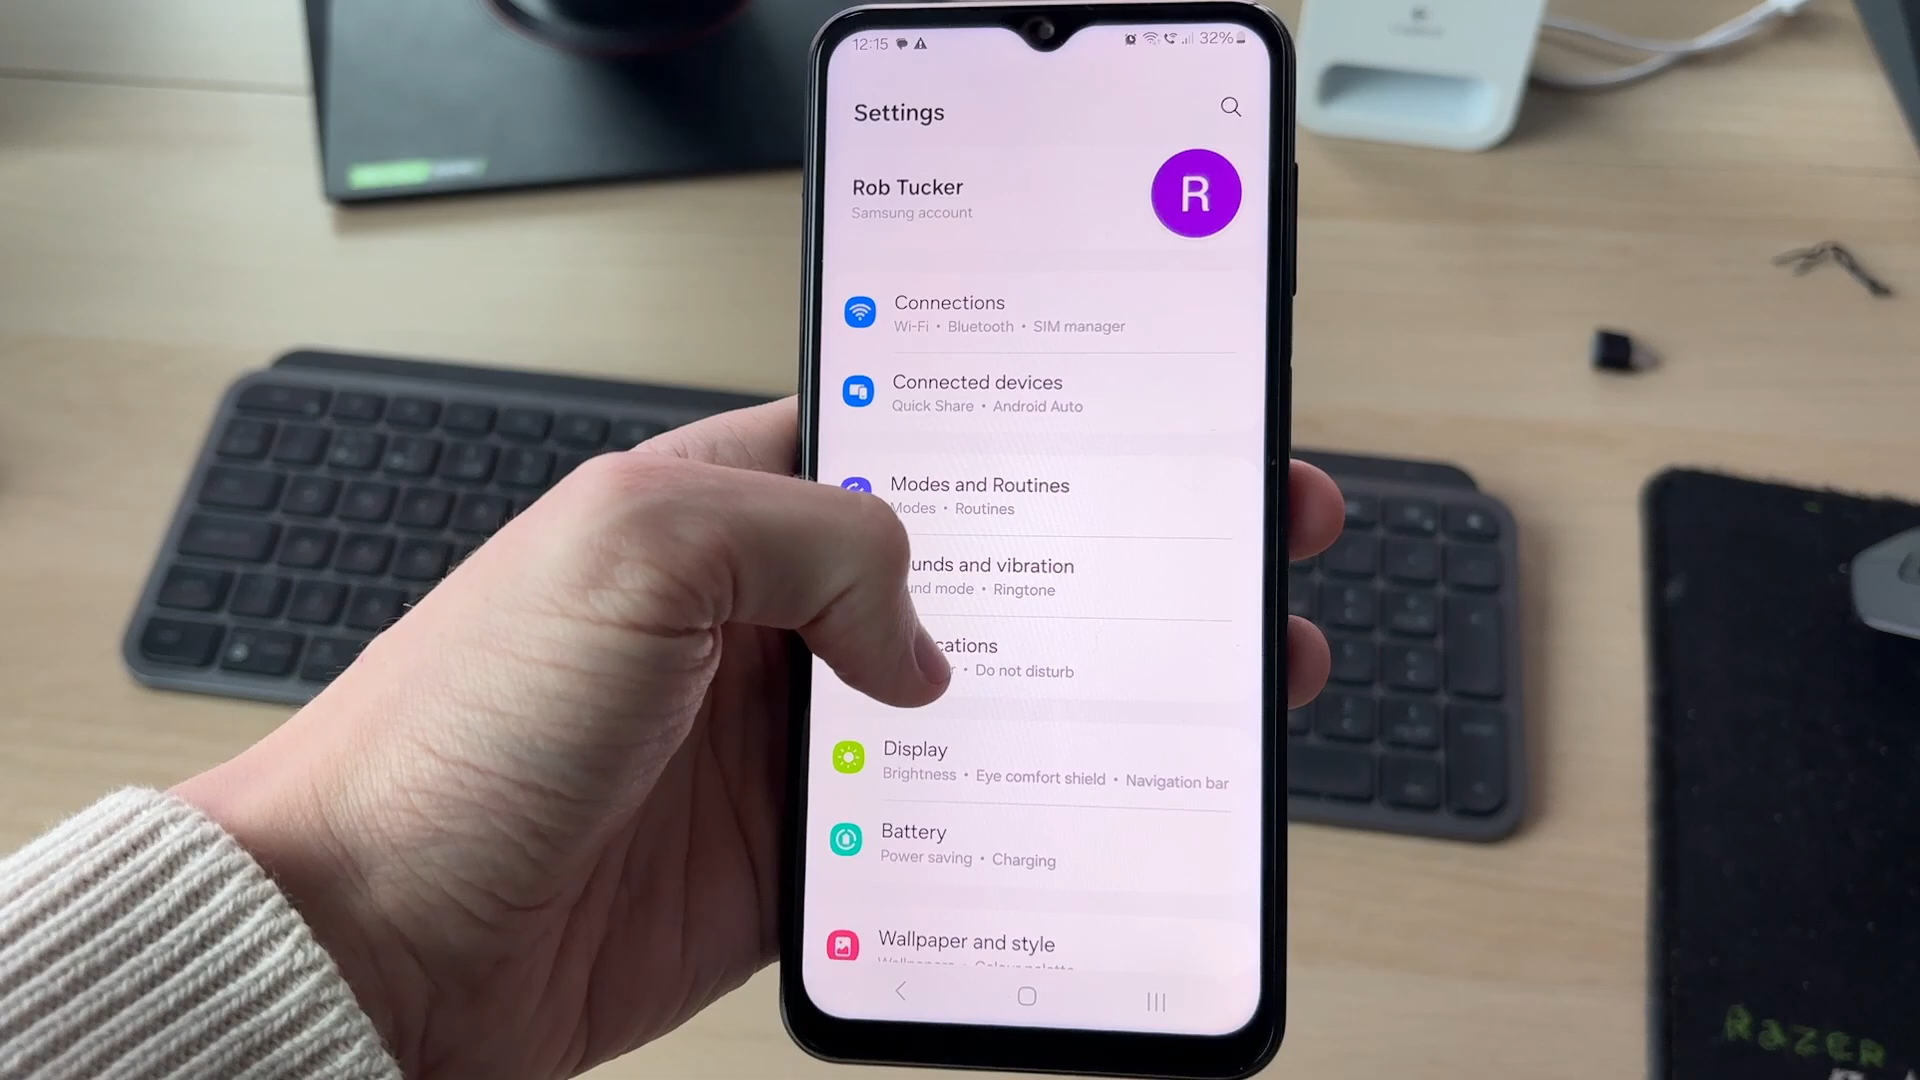 12:15
32%
Settings
Rob Tucker
Samsung account
R
Connections
Wi-Fi • Bluetooth • SIM manager
Connected devices
Quick Share • Android Auto
Modes and Routines
Modes • Routines
unds and vibration
und mode • Ringtone
cations
r • Do not disturb
Display
Brightness • Eye comfort shield • Navigation bar
Battery
Power saving • Charging
Wallpaper and style
RAZER